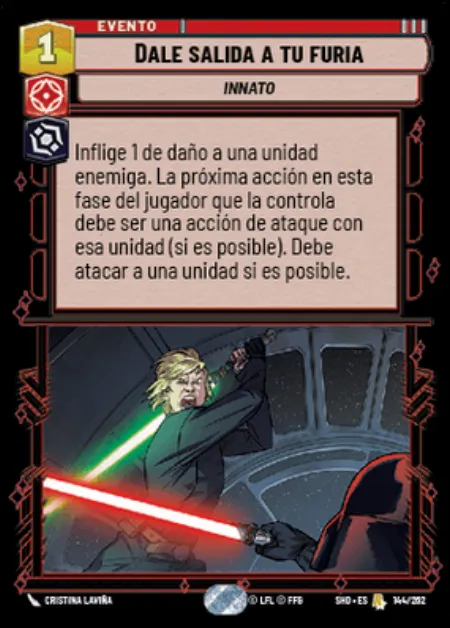 EVENTO
1
DALE SALIDA A TU FURIA
INNATO
Inflige 1 de daño a una unidad
enemiga. La próxima acción en esta
fase del jugador que la controla
debe ser una acción de ataque con
esa unidad (si es posible). Debe
atacar a una unidad si es posible.
CRISTINA LAVIÑA
© LFL © FFG
SHD • ES
144/262